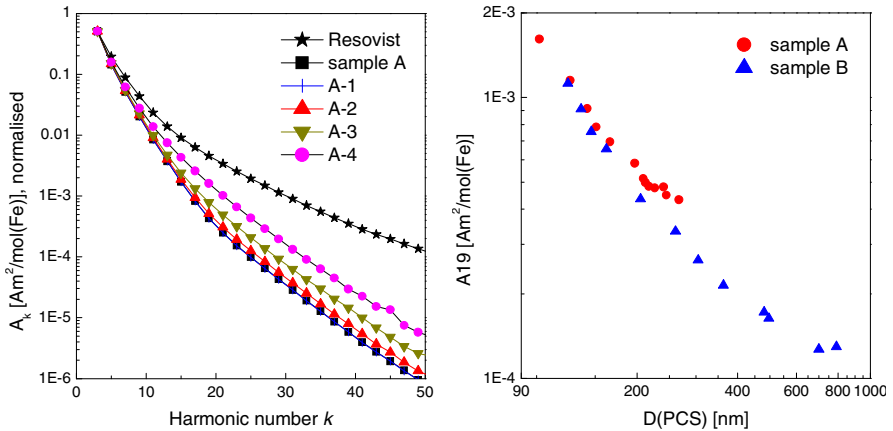 1
0.1
0.01
1E-3
1E-4
1E-5
1E-6
A_k [Am²/mol(Fe)], normalised
0 10 20 30 40 50
Harmonic number k
Resovist
sample A
A-1
A-2
A-3
A-4
2E-3
1E-3
1E-4
A19 [Am²/mol(Fe)]
90 200 400 600 800 1000
D(PCS) [nm]
sample A
sample B